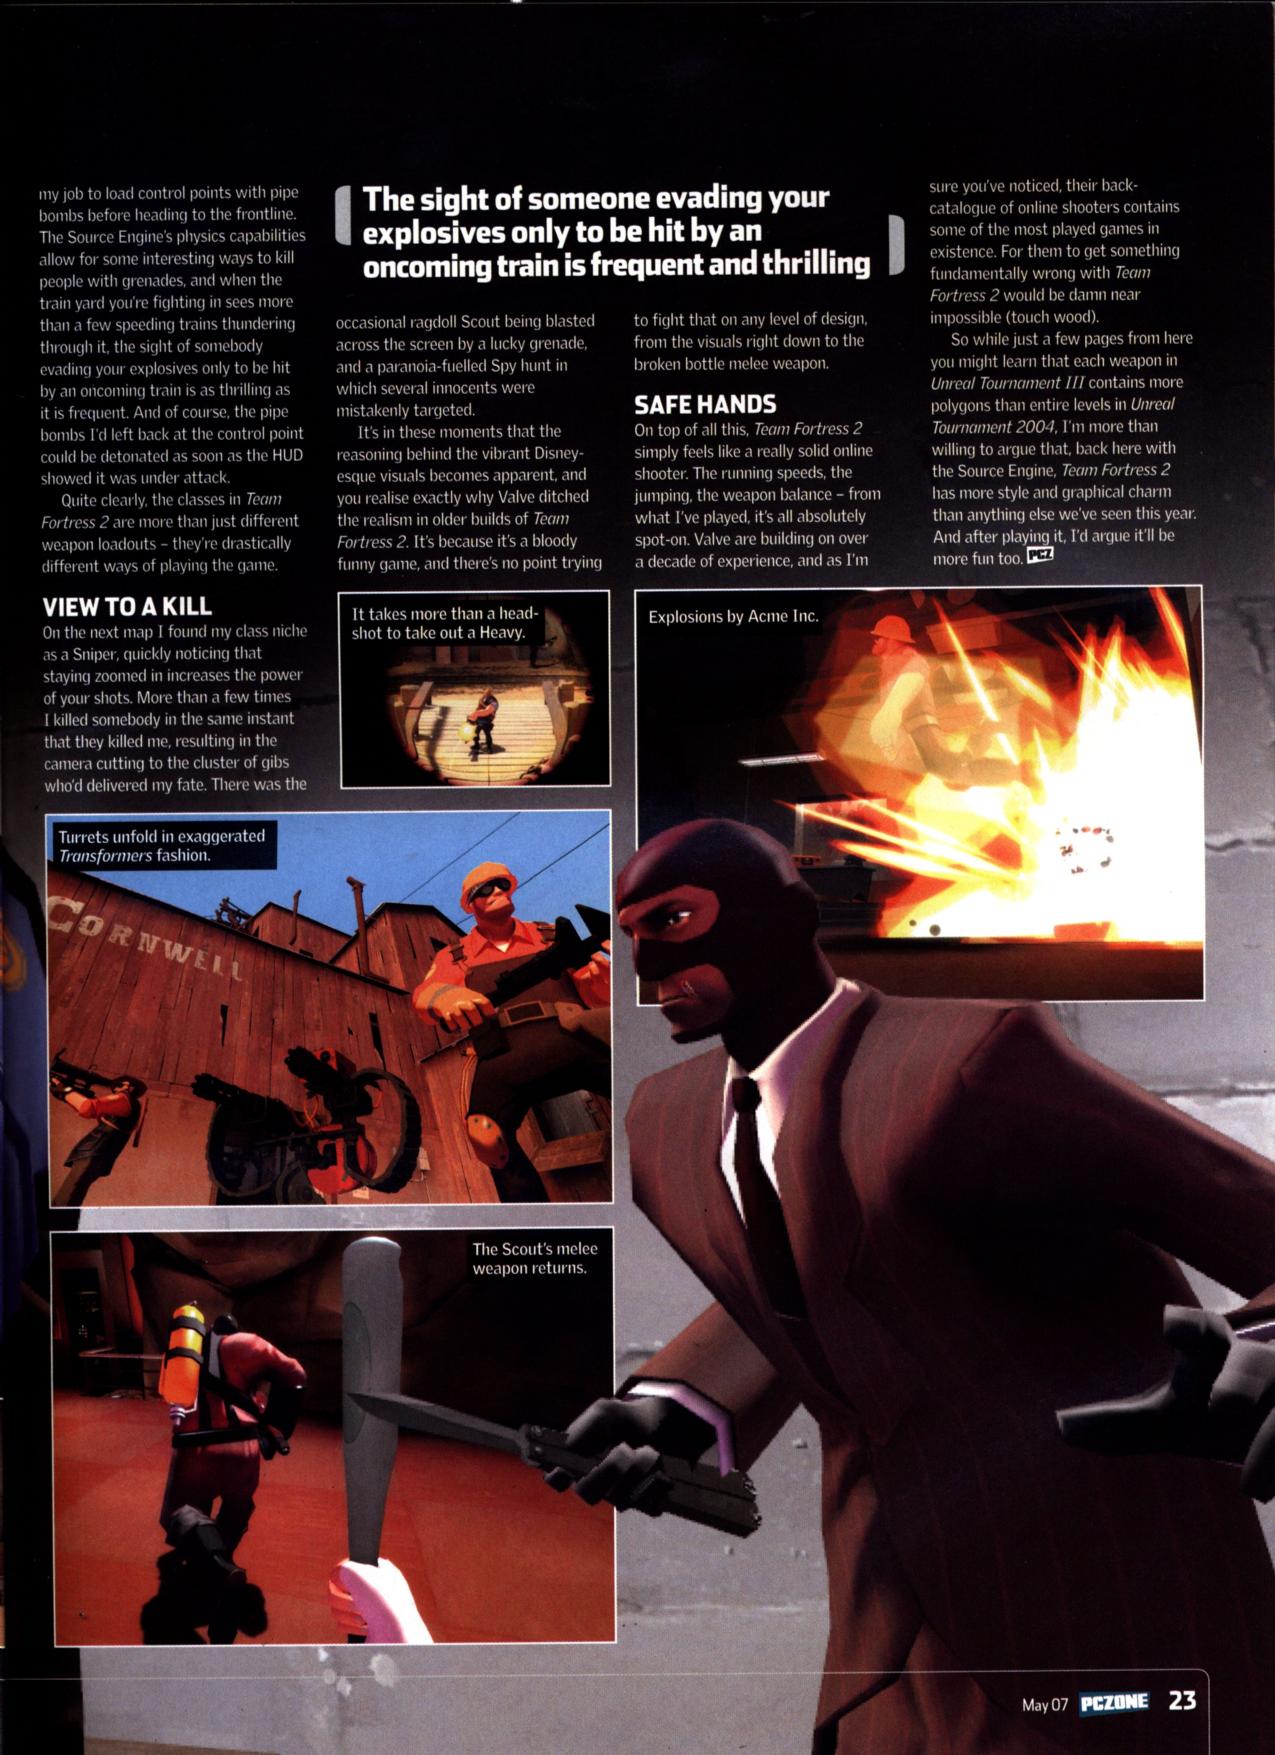 my job to load control points with pipe
bombs before heading to the frontline.
The Source Engine's physics capabilities
allow for some interesting ways to kill
people with grenades, and when the
train yard you're fighting in sees more
than a few speeding trains thundering
through it, the sight of somebody
evading your explosives only to be hit
by an oncoming train is as thrilling as
it is frequent. And of course, the pipe
bombs I'd left back at the control point
could be detonated as soon as the HUD
showed it was under attack.
Quite clearly, the classes in Team
Fortress 2 are more than just different
weapon loadouts – they're drastically
different ways of playing the game.
VIEW TO A KILL
On the next map I found my class niche
as a Sniper, quickly noticing that
staying zoomed in increases the power
of your shots. More than a few times
I killed somebody in the same instant
that they killed me, resulting in the
camera cutting to the cluster of gibs
who'd delivered my fate. There was the
The sight of someone evading your
explosives only to be hit by an
oncoming train is frequent and thrilling
occasional ragdoll Scout being blasted
across the screen by a lucky grenade,
and a paranoia-fuelled Spy hunt in
which several innocents were
mistakenly targeted.
It's in these moments that the
reasoning behind the vibrant Disney-
esque visuals becomes apparent, and
you realise exactly why Valve ditched
the realism in older builds of Team
Fortress 2. It's because it's a bloody
funny game, and there's no point trying
to fight that on any level of design,
from the visuals right down to the
broken bottle melee weapon.
SAFE HANDS
On top of all this, Team Fortress 2
simply feels like a really solid online
shooter. The running speeds, the
jumping, the weapon balance – from
what I've played, it's all absolutely
spot-on. Valve are building on over
a decade of experience, and as I'm
sure you've noticed, their back-
catalogue of online shooters contains
some of the most played games in
existence. For them to get something
fundamentally wrong with Team
Fortress 2 would be damn near
impossible (touch wood).
So while just a few pages from here
you might learn that each weapon in
Unreal Tournament III contains more
polygons than entire levels in Unreal
Tournament 2004, I'm more than
willing to argue that, back here with
the Source Engine, Team Fortress 2
has more style and graphical charm
than anything else we've seen this year.
And after playing it, I'd argue it'll be
more fun too. PCZ
It takes more than a head-
shot to take out a Heavy.
Explosions by Acme Inc.
Turrets unfold in exaggerated
Transformers fashion.
CORNWELL
The Scout's melee
weapon returns.
May 07 PCZONE 23